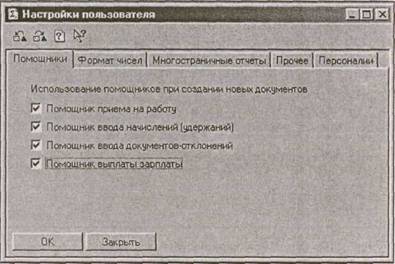 Настройки пользователя
Помощники
Формат чисел
Многостраничные отчеты
Прочее
Персоналии
Использование помощников при создании новых документов
Помощник приема на работу
Помощник ввода начислений (удержаний)
Помощник ввода документов-отклонений
Помощник выплаты зарплаты
OK
Закрыть